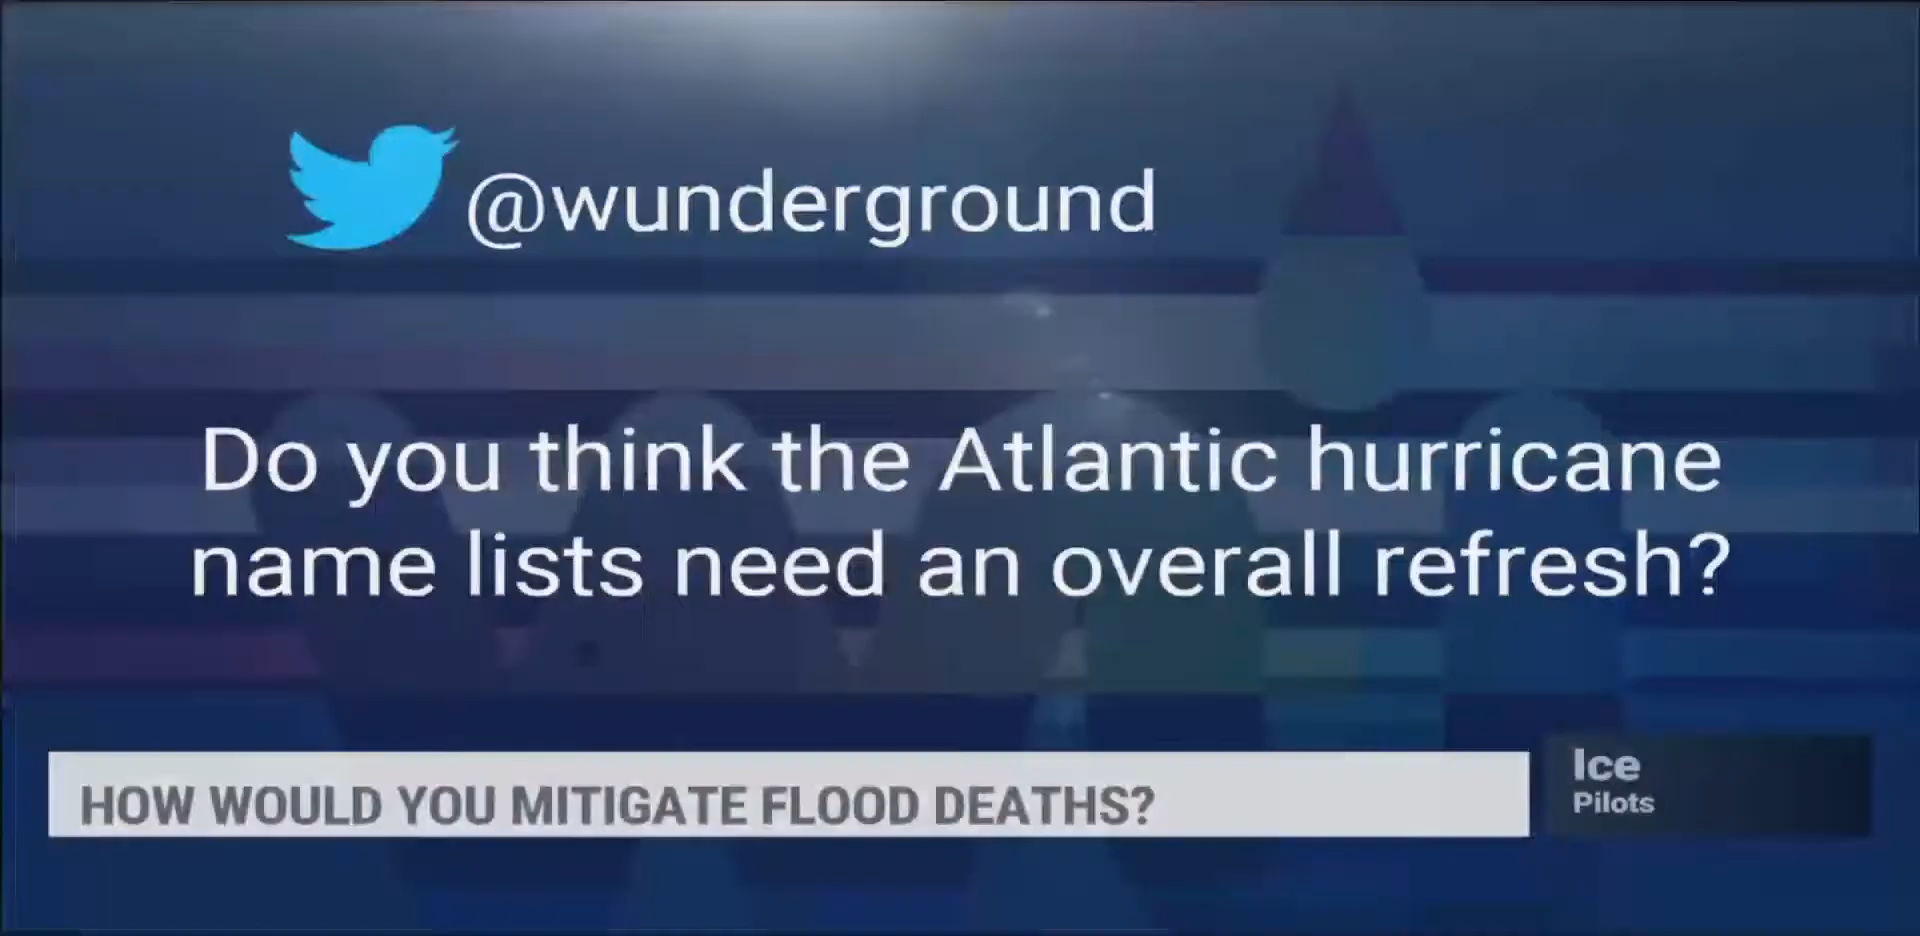 @wunderground
Do you think the Atlantic hurricane
name lists need an overall refresh?
HOW WOULD YOU MITIGATE FLOOD DEATHS?
Ice
Pilots